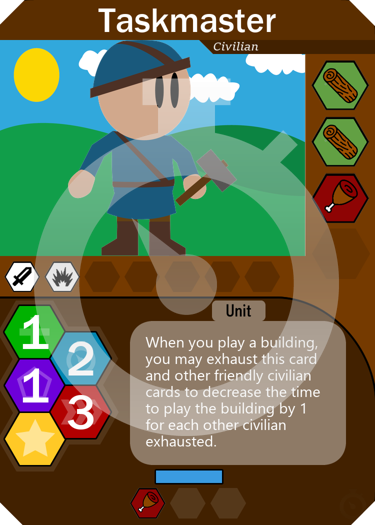 Taskmaster
Civilian
1
2
1
3
Unit
When you play a building,
you may exhaust this card
and other friendly civilian
cards to decrease the time
to play the building by 1
for each other civilian
exhausted.